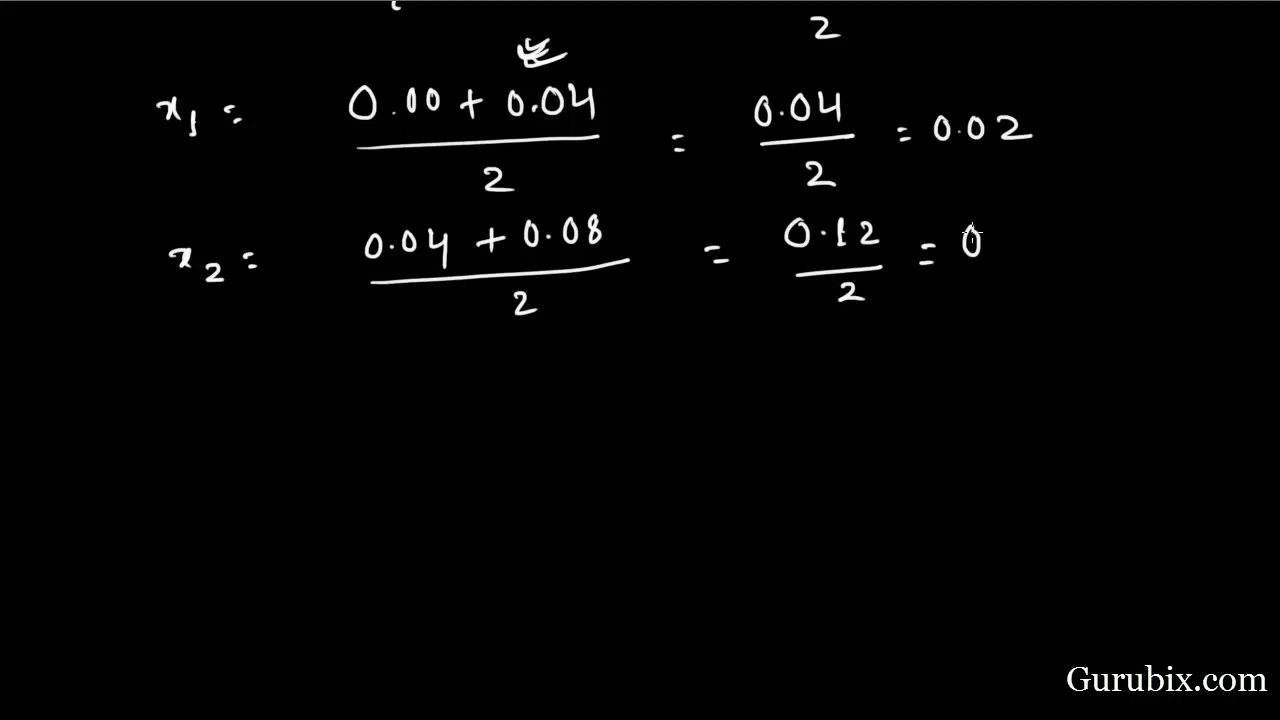 2
x₁ = 0.00 + 0.04 / 2 = 0.04 / 2 = 0.02
x₂ = 0.04 + 0.08 / 2 = 0.12 / 2 = 0
Gurubix.com